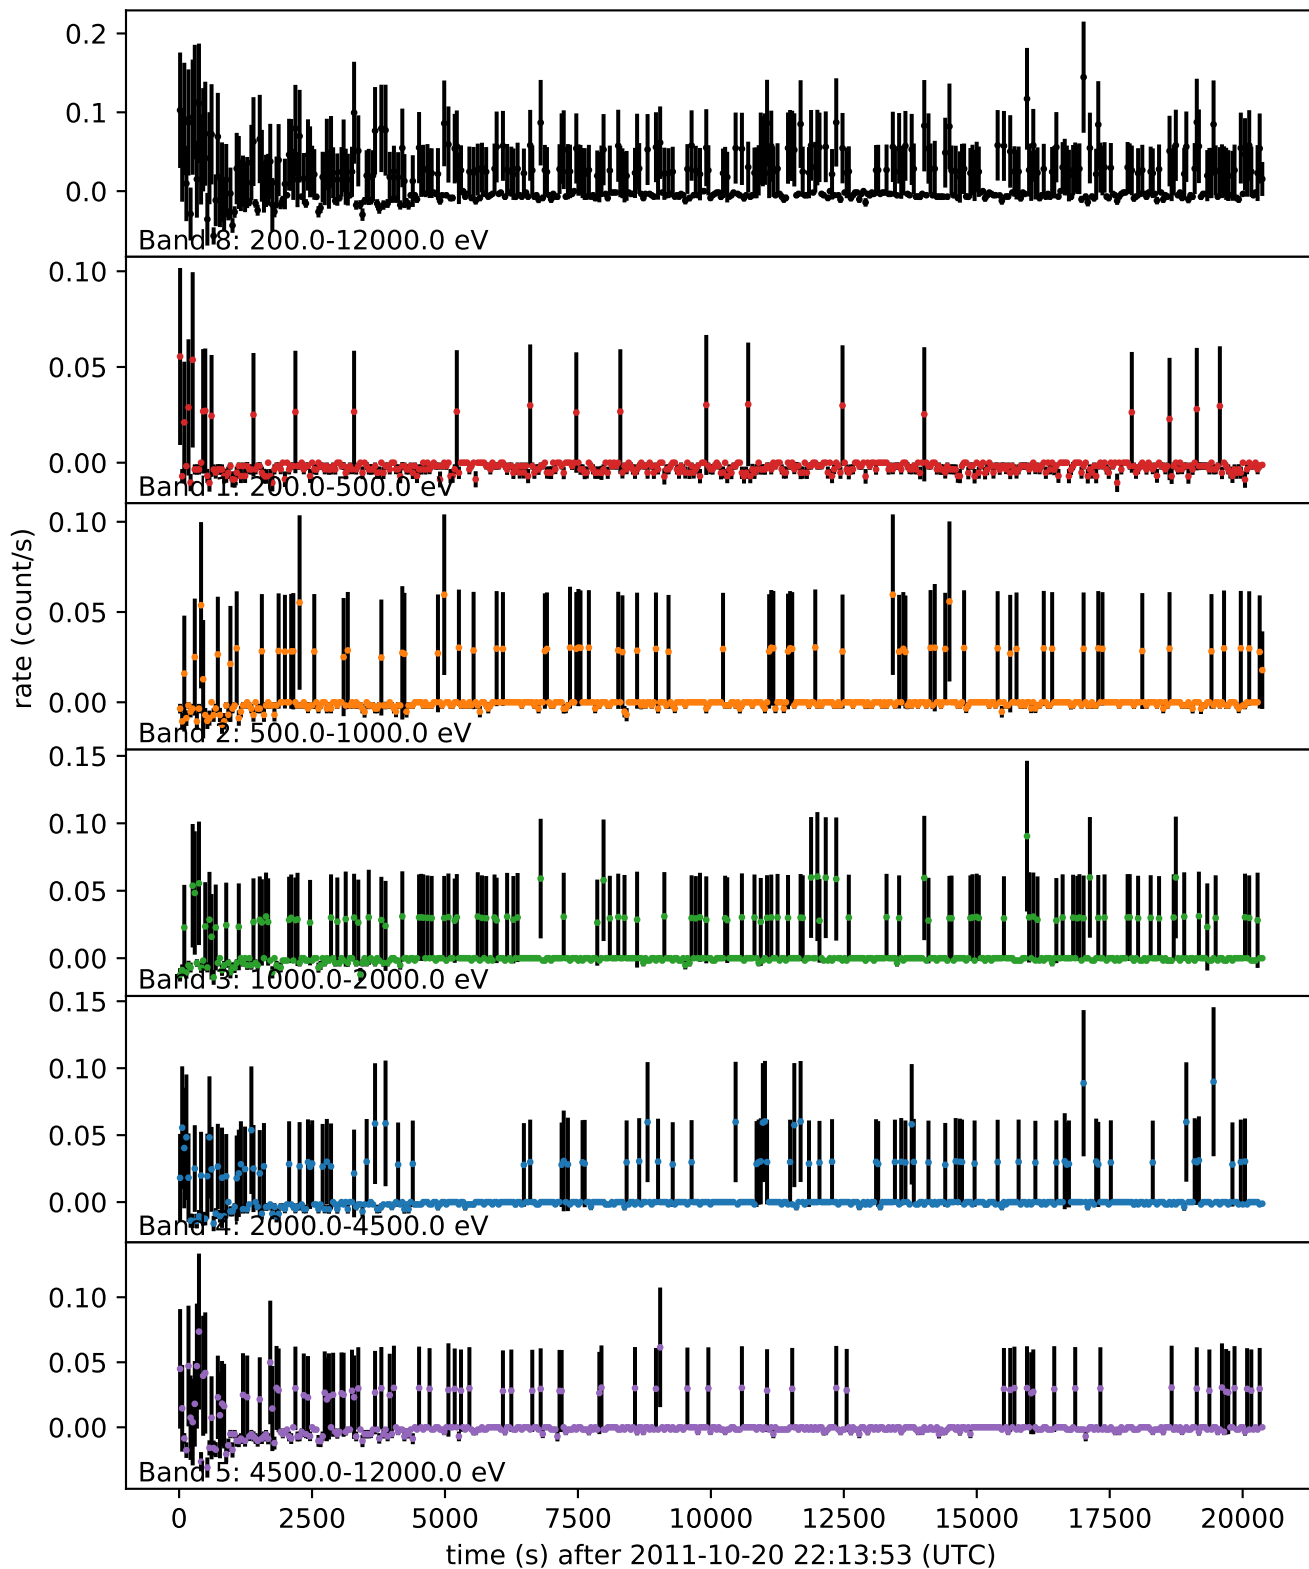 0.2
0.1
0.0
Band 8: 200.0-12000.0 eV
0.10
0.05
0.00
Band 1: 200.0-500.0 eV
0.10
0.05
0.00
Band 2: 500.0-1000.0 eV
0.15
0.10
0.05
0.00
Band 3: 1000.0-2000.0 eV
0.15
0.10
0.05
0.00
Band 4: 2000.0-4500.0 eV
0.10
0.05
0.00
Band 5: 4500.0-12000.0 eV
rate (count/s)
0 2500 5000 7500 10000 12500 15000 17500 20000
time (s) after 2011-10-20 22:13:53 (UTC)